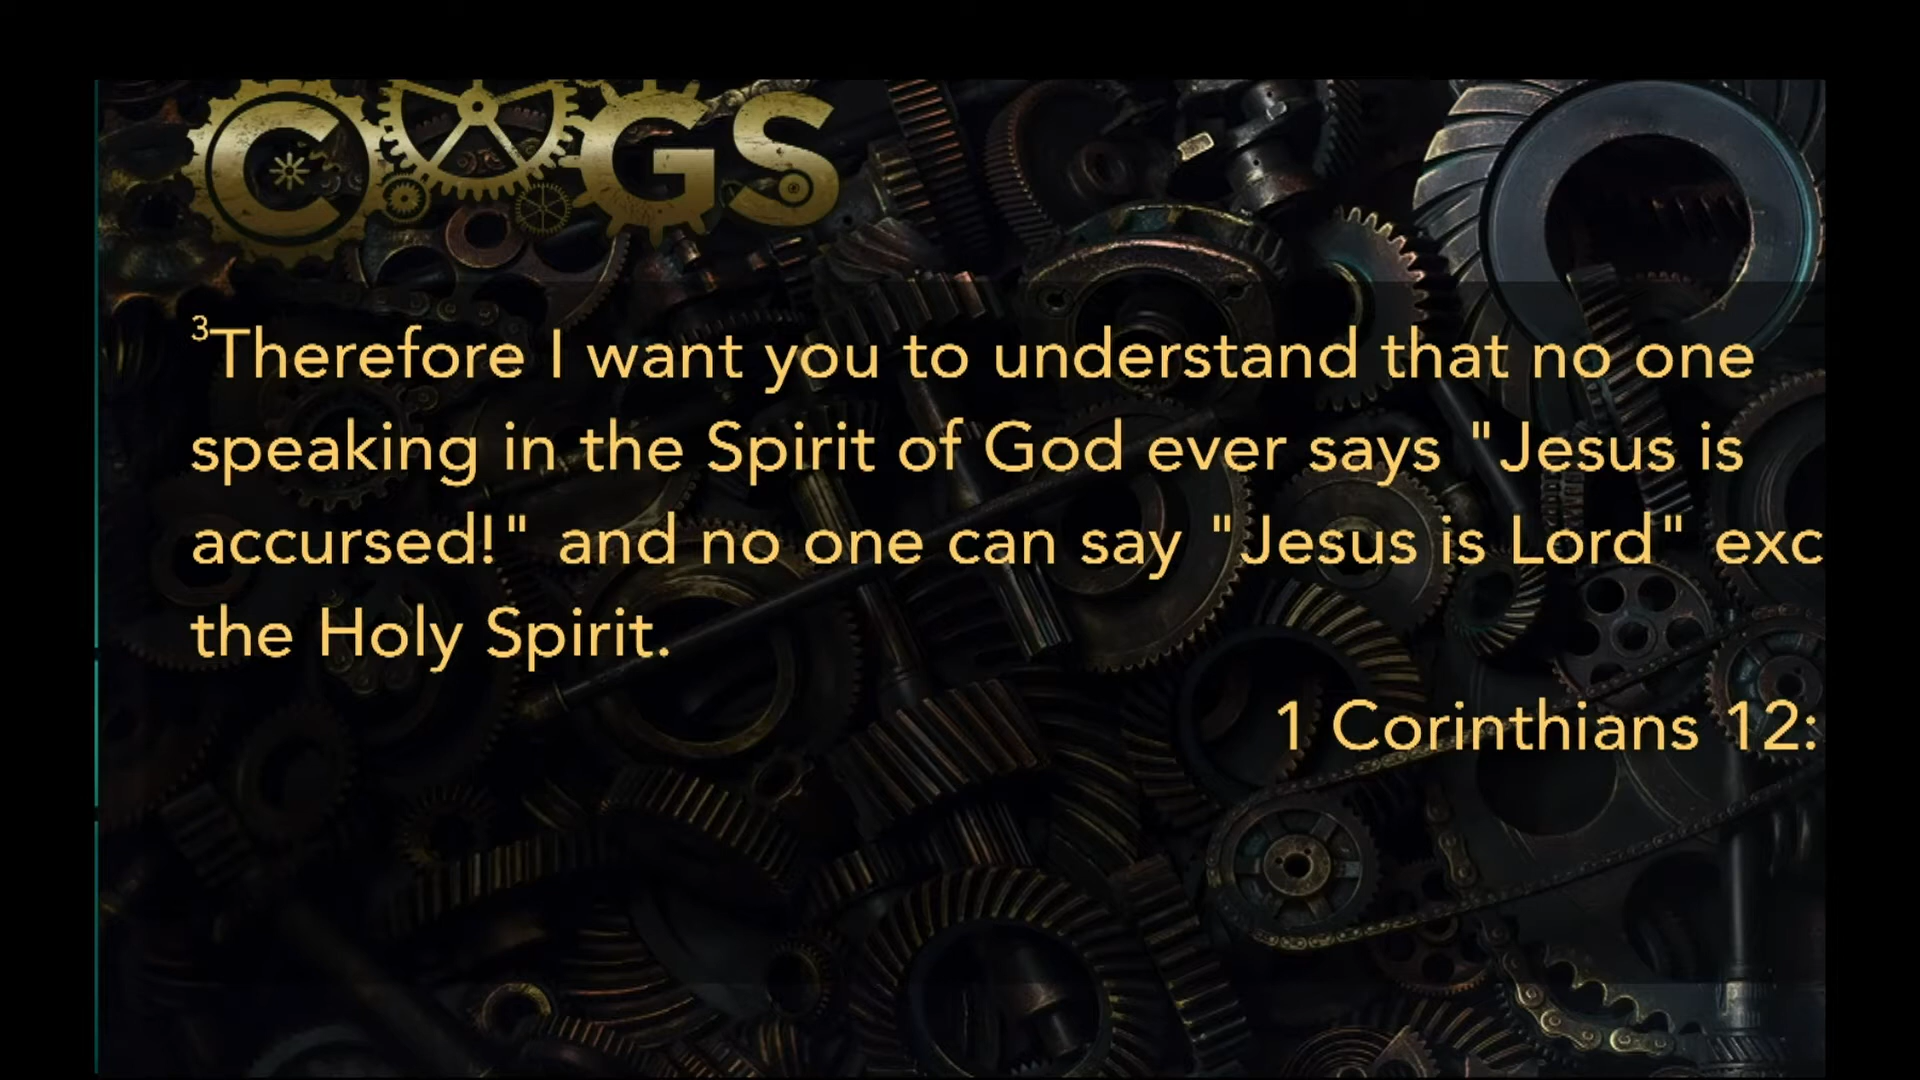 COGS
3Therefore I want you to understand that no one
speaking in the Spirit of God ever says "Jesus is
accursed!" and no one can say "Jesus is Lord" exc
the Holy Spirit.
1 Corinthians 12: